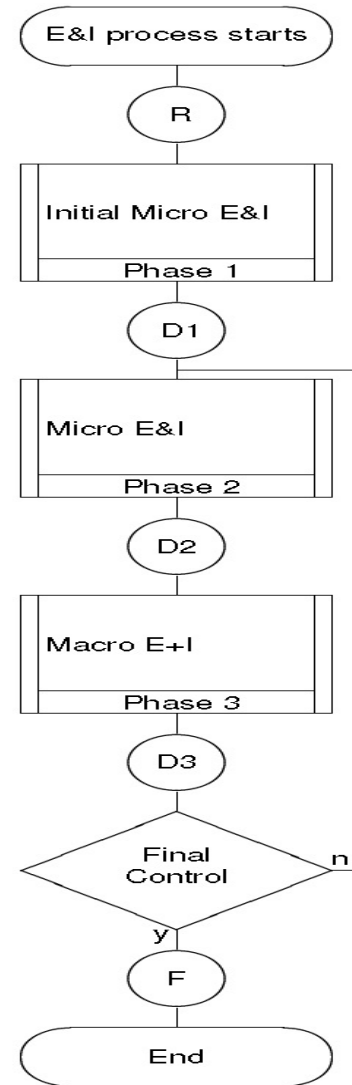 E&I process starts
R
Initial Micro E&I
Phase 1
D1
Micro E&I
Phase 2
D2
Macro E+I
Phase 3
D3
Final
Control
n
y
F
End